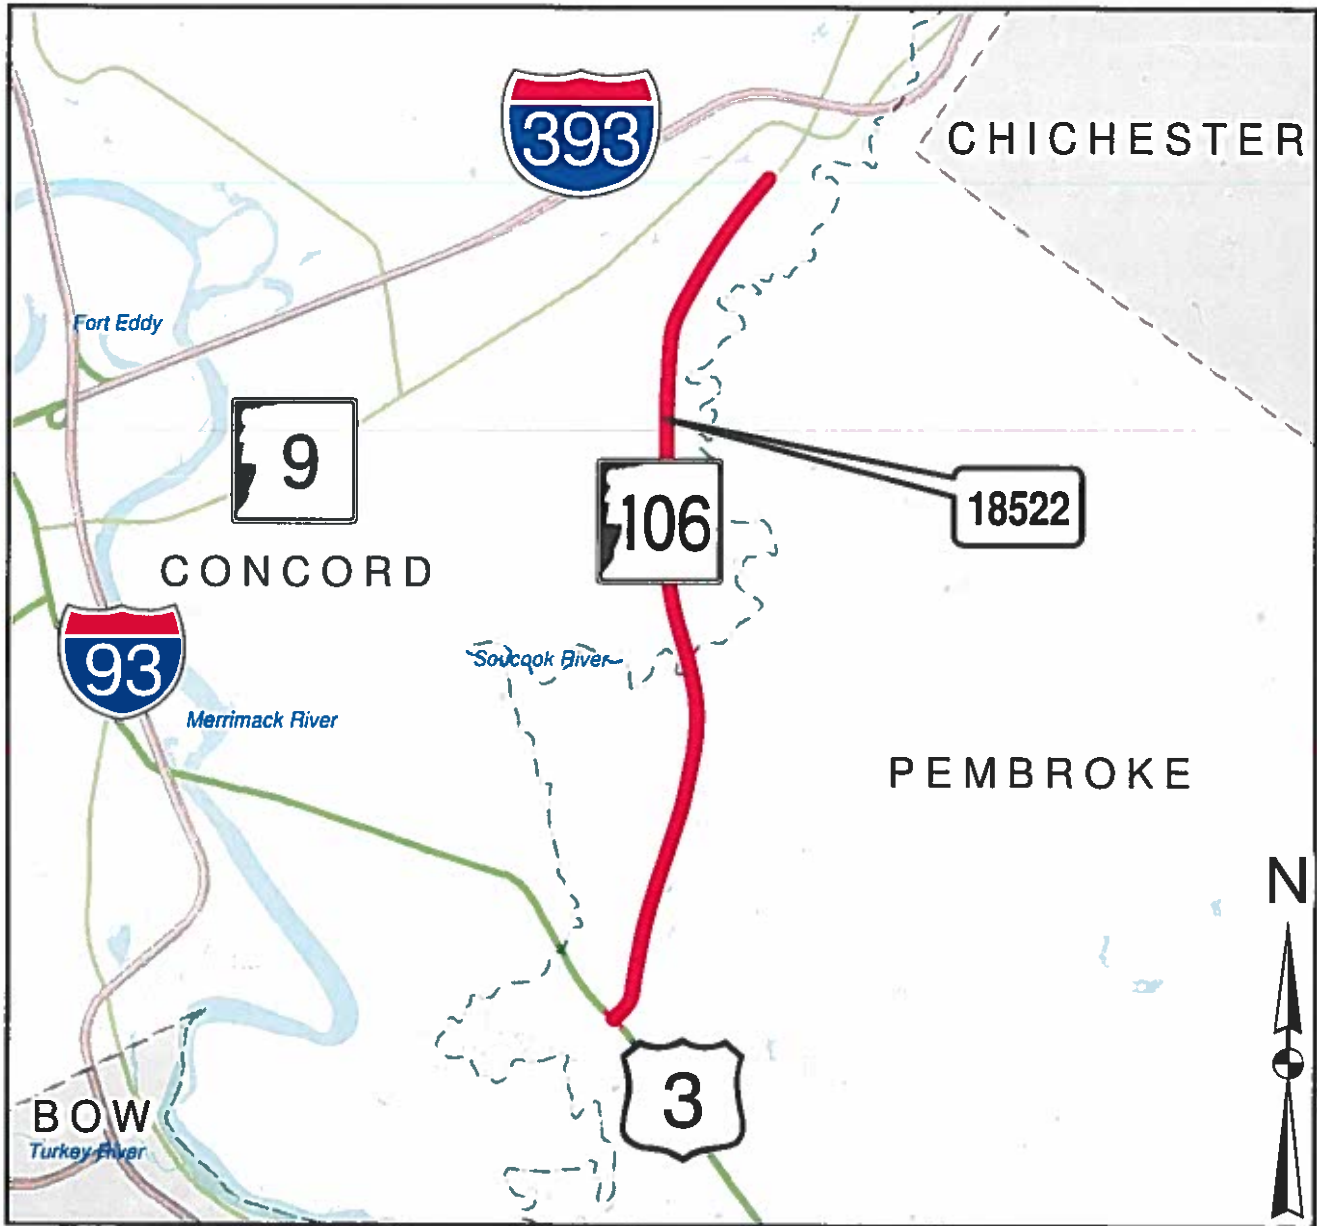 393
CHICHESTER
Fort Eddy
9
106
18522
CONCORD
93
Soucook River
Merrimack River
PEMBROKE
N
3
BOW
Turkey River